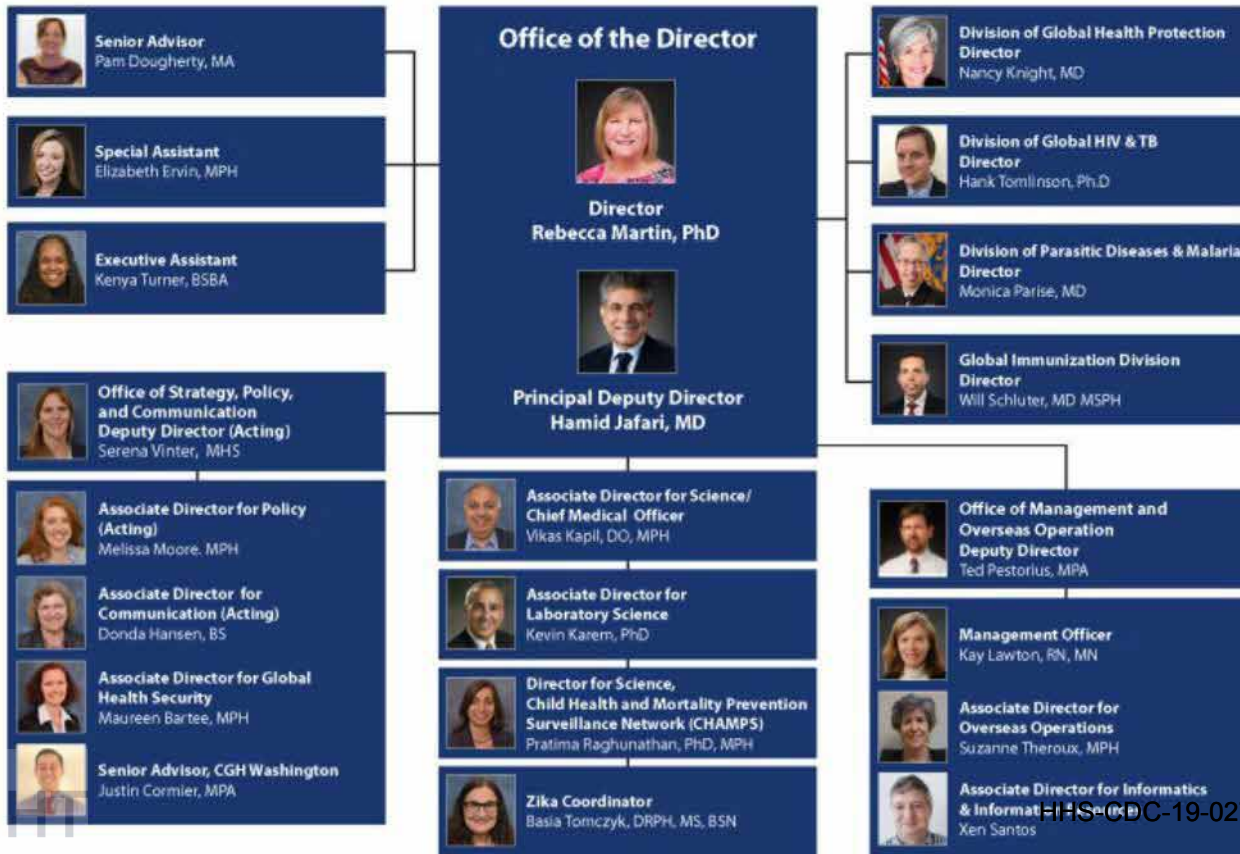 Senior Advisor
Pam Dougherty, MA
Special Assistant
Elizabeth Ervin, MPH
Executive Assistant
Kenya Turner, BSBA
Office of Strategy, Policy,
and Communication
Deputy Director (Acting)
Serena Vinter, MHS
Associate Director for Policy
(Acting)
Melissa Moore. MPH
Associate Director for
Communication (Acting)
Donda Hansen, BS
Associate Director for Global
Health Security
Maureen Bartee, MPH
Senior Advisor, CGH Washington
Justin Cormier, MPA
Office of the Director
Director
Rebecca Martin, PhD
Principal Deputy Director
Hamid Jafari, MD
Associate Director for Science/
Chief Medical Officer
Vikas Kapil, DO, MPH
Associate Director for
Laboratory Science
Kevin Karem, PhD
Director for Science,
Child Health and Mortality Prevention
Surveillance Network (CHAMPS)
Pratima Raghunathan, PhD, MPH
Zika Coordinator
Basia Tomczyk, DRPH, MS, BSN
Division of Global Health Protection
Director
Nancy Knight, MD
Division of Global HIV & TB
Director
Hank Tomlinson, Ph.D
Division of Parasitic Diseases & Malaria
Director
Monica Parise, MD
Global Immunization Division
Director
Will Schluter, MD MSPH
Office of Management and
Overseas Operation
Deputy Director
Ted Pestorius, MPA
Management Officer
Kay Lawton, RN, MN
Associate Director for
Overseas Operations
Suzanne Theroux, MPH
Associate Director for Informatics
& Information
Xen Santos
HHS-CDC-19-02